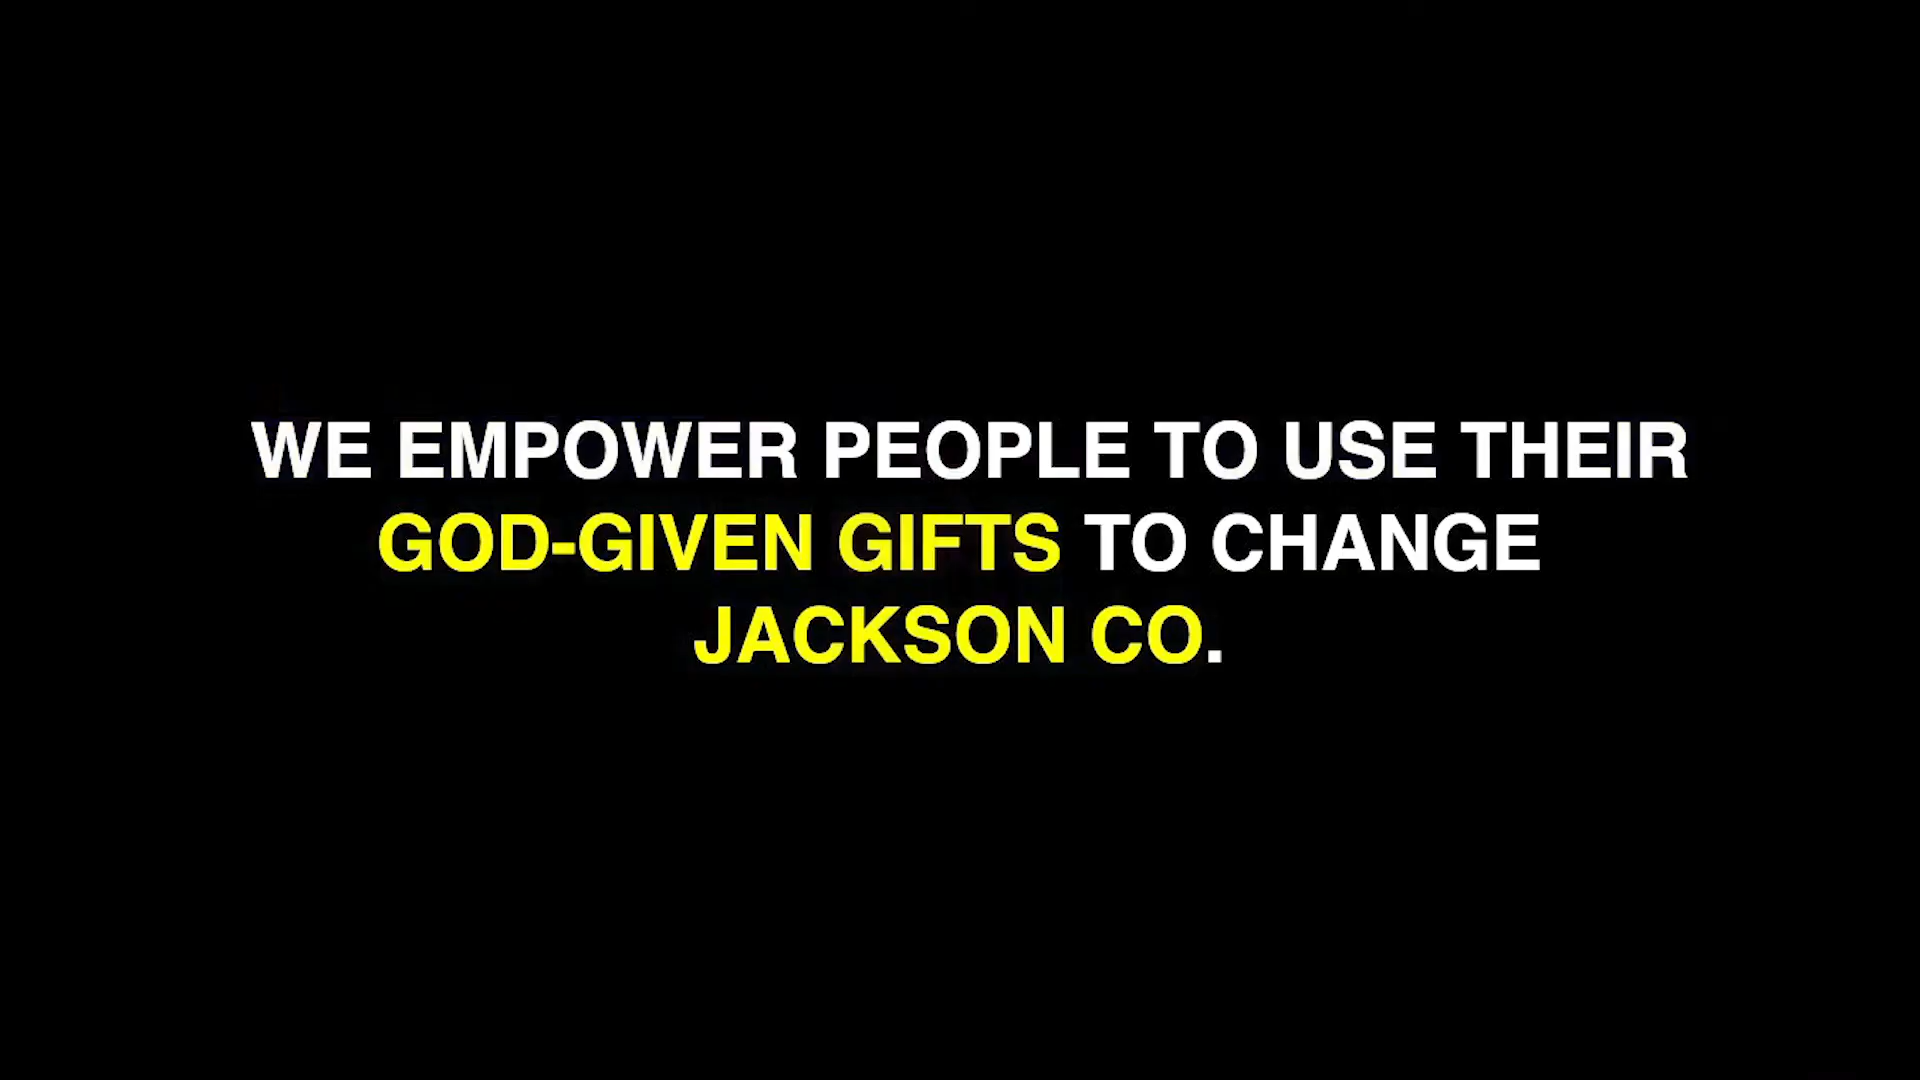 WE EMPOWER PEOPLE TO USE THEIR
GOD-GIVEN GIFTS TO CHANGE
JACKSON CO.